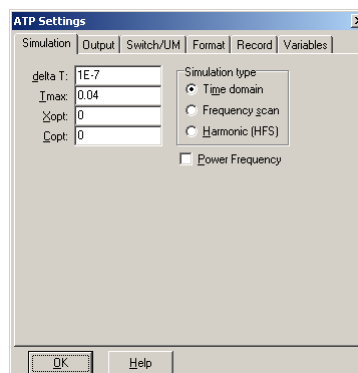 ATP Settings
Simulation Output Switch/UM Format Record Variables
delta T: 1E-7
Tmax: 0.04
Xopt: 0
Copt: 0
Simulation type
Time domain
Frequency scan
Harmonic (HFS)
Power Frequency
OK Help